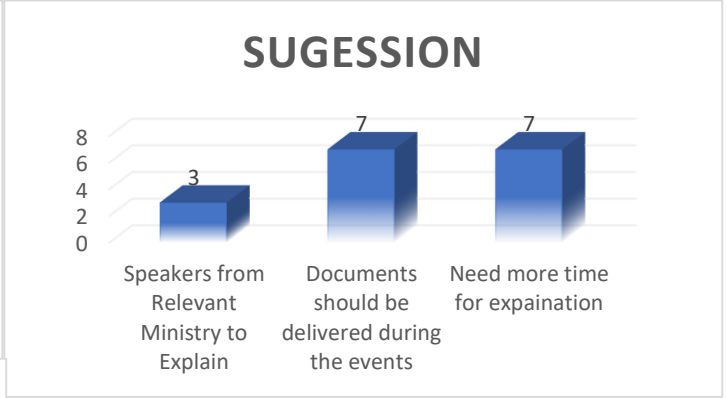 SUGESSION
8
6
4
2
0
3
7
7
Speakers from
Relevant
Ministry to
Explain
Documents
should be
delivered during
the events
Need more time
for expaination